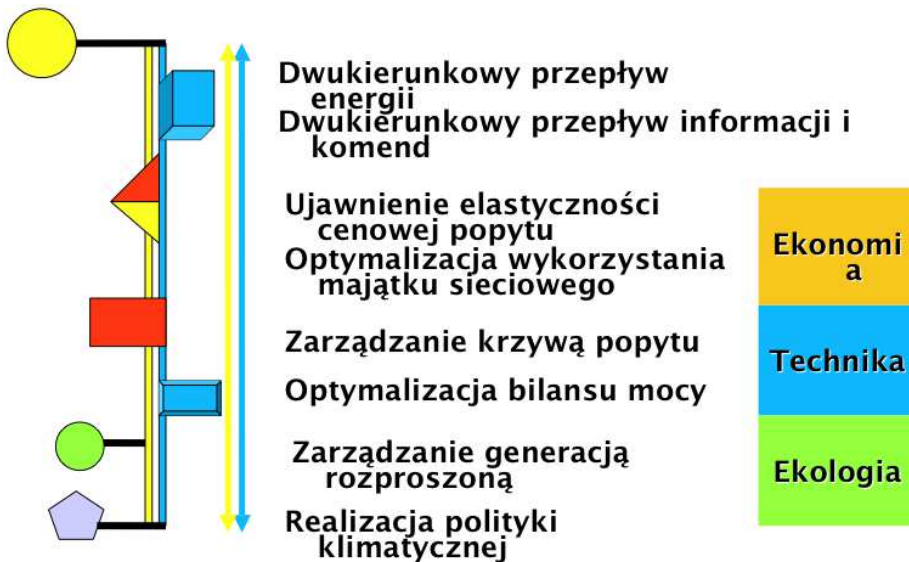 Dwukierunkowy przepływ
energii
Dwukierunkowy przepływ informacji i
komend
Ujawnienie elastyczności
cenowej popytu
Optymalizacja wykorzystania
majątku sieciowego
Zarządzanie krzywą popytu
Optymalizacja bilansu mocy
Zarządzanie generacją
rozproszoną
Realizacja polityki
klimatycznej
Ekonomi
a
Technika
Ekologia